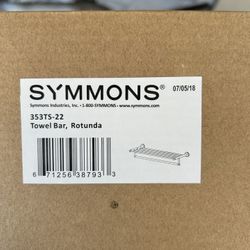 SYMMONS®
07/05/18
Symmons Industries, Inc. • 1-800-SYMMONS • www.symmons.com
353TS-22
Towel Bar, Rotunda
6 71256 38793 3